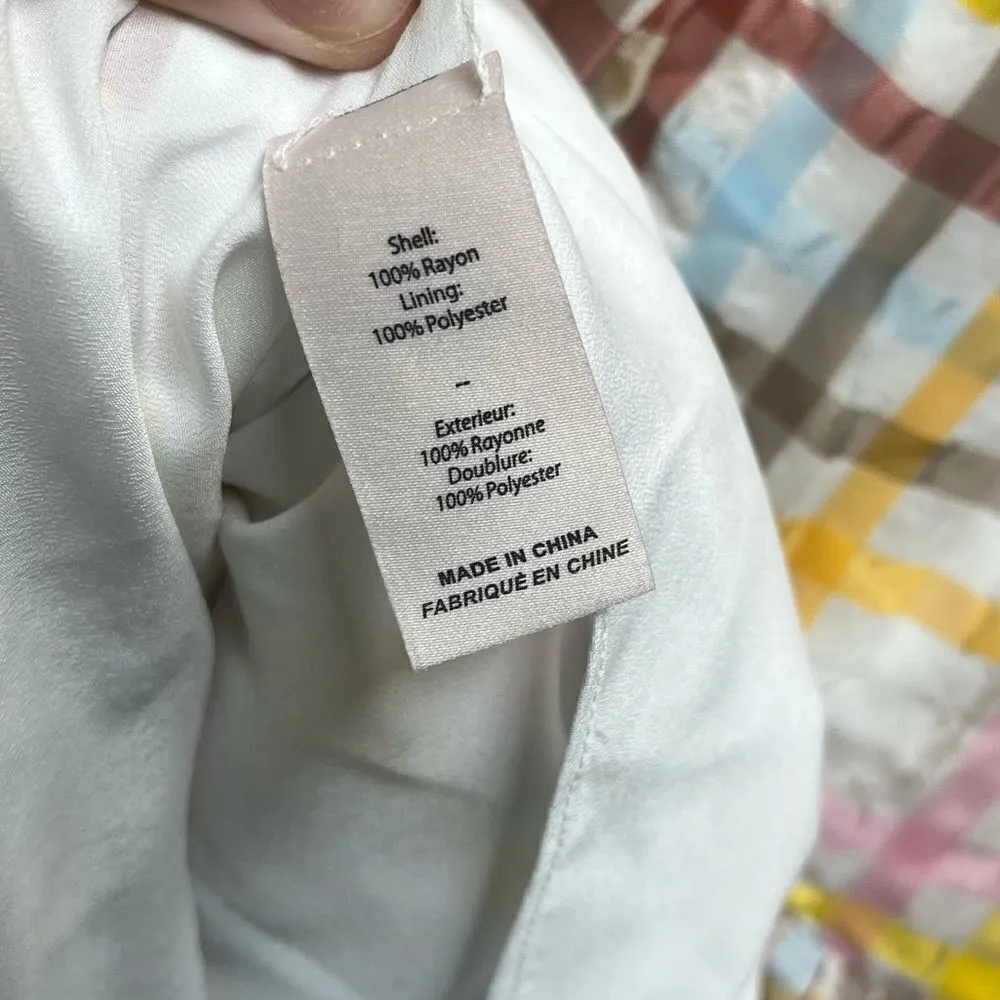 Shell:
100% Rayon
Lining:
100% Polyester
–
Exterieur:
100% Rayonne
Doublure:
100% Polyester
MADE IN CHINA
FABRIQUÈ EN CHINE